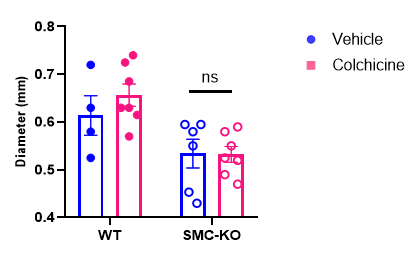 0.8
0.7
0.6
0.5
0.4
Diameter (mm)
ns
WT
SMC-KO
Vehicle
Colchicine